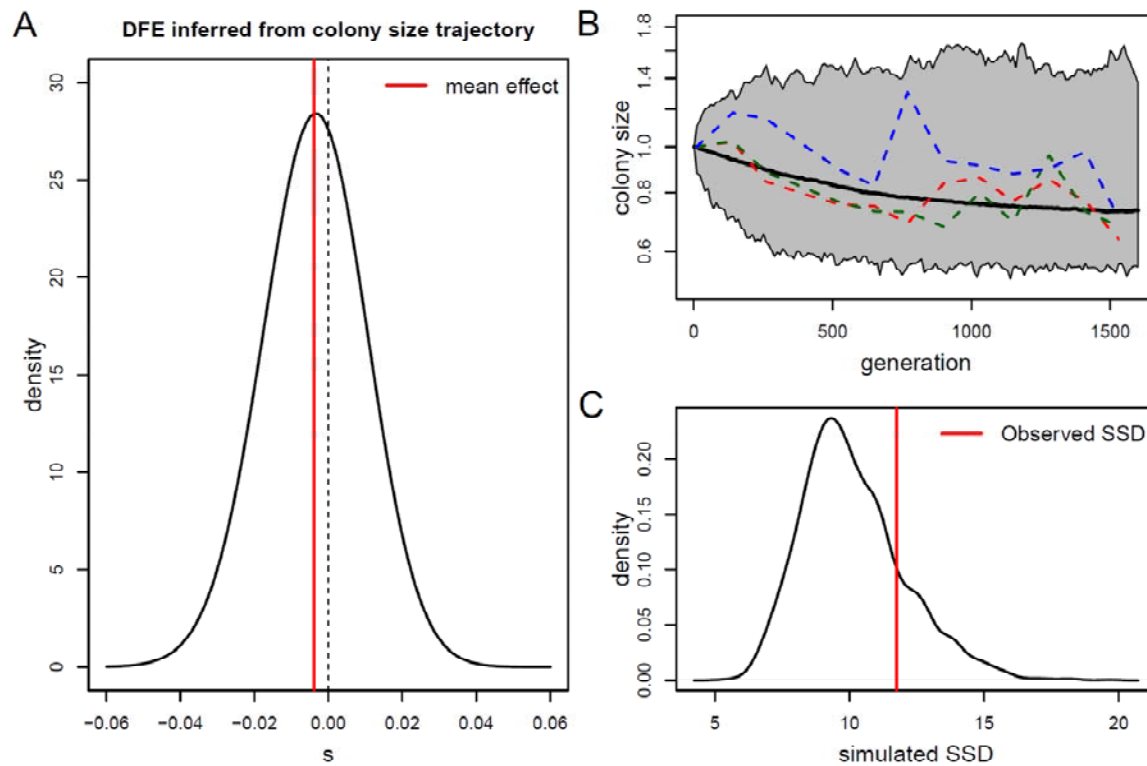 A
DFE inferred from colony size trajectory
mean effect
density
0 5 10 15 20 25 30
−0.06 −0.04 −0.02 0.00 0.02 0.04 0.06
s
B
colony size
0.6 0.8 1.0 1.4 1.8
0 500 1000 1500
generation
C
Observed SSD
density
0.00 0.05 0.10 0.15 0.20
5 10 15 20
simulated SSD